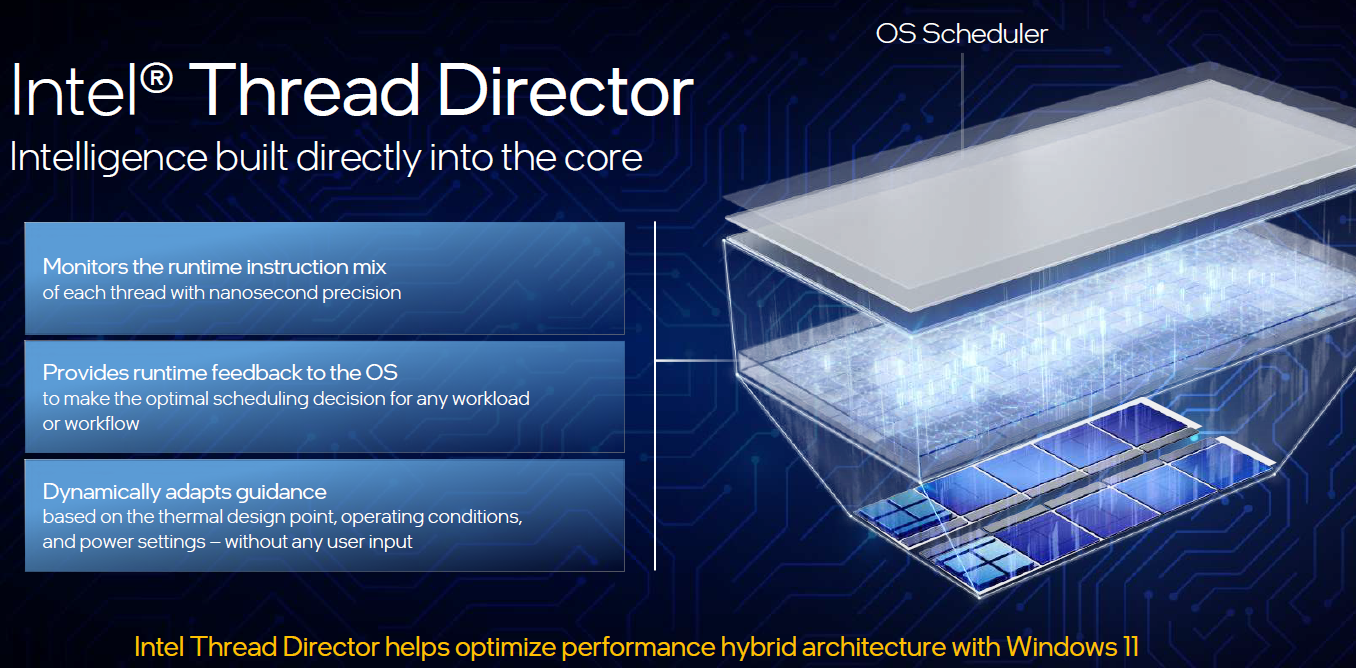 OS Scheduler
Intel® Thread Director
Intelligence built directly into the core
Monitors the runtime instruction mix
of each thread with nanosecond precision
Provides runtime feedback to the OS
to make the optimal scheduling decision for any workload
or workflow
Dynamically adapts guidance
based on the thermal design point, operating conditions,
and power settings – without any user input
Intel Thread Director helps optimize performance hybrid architecture with Windows 11